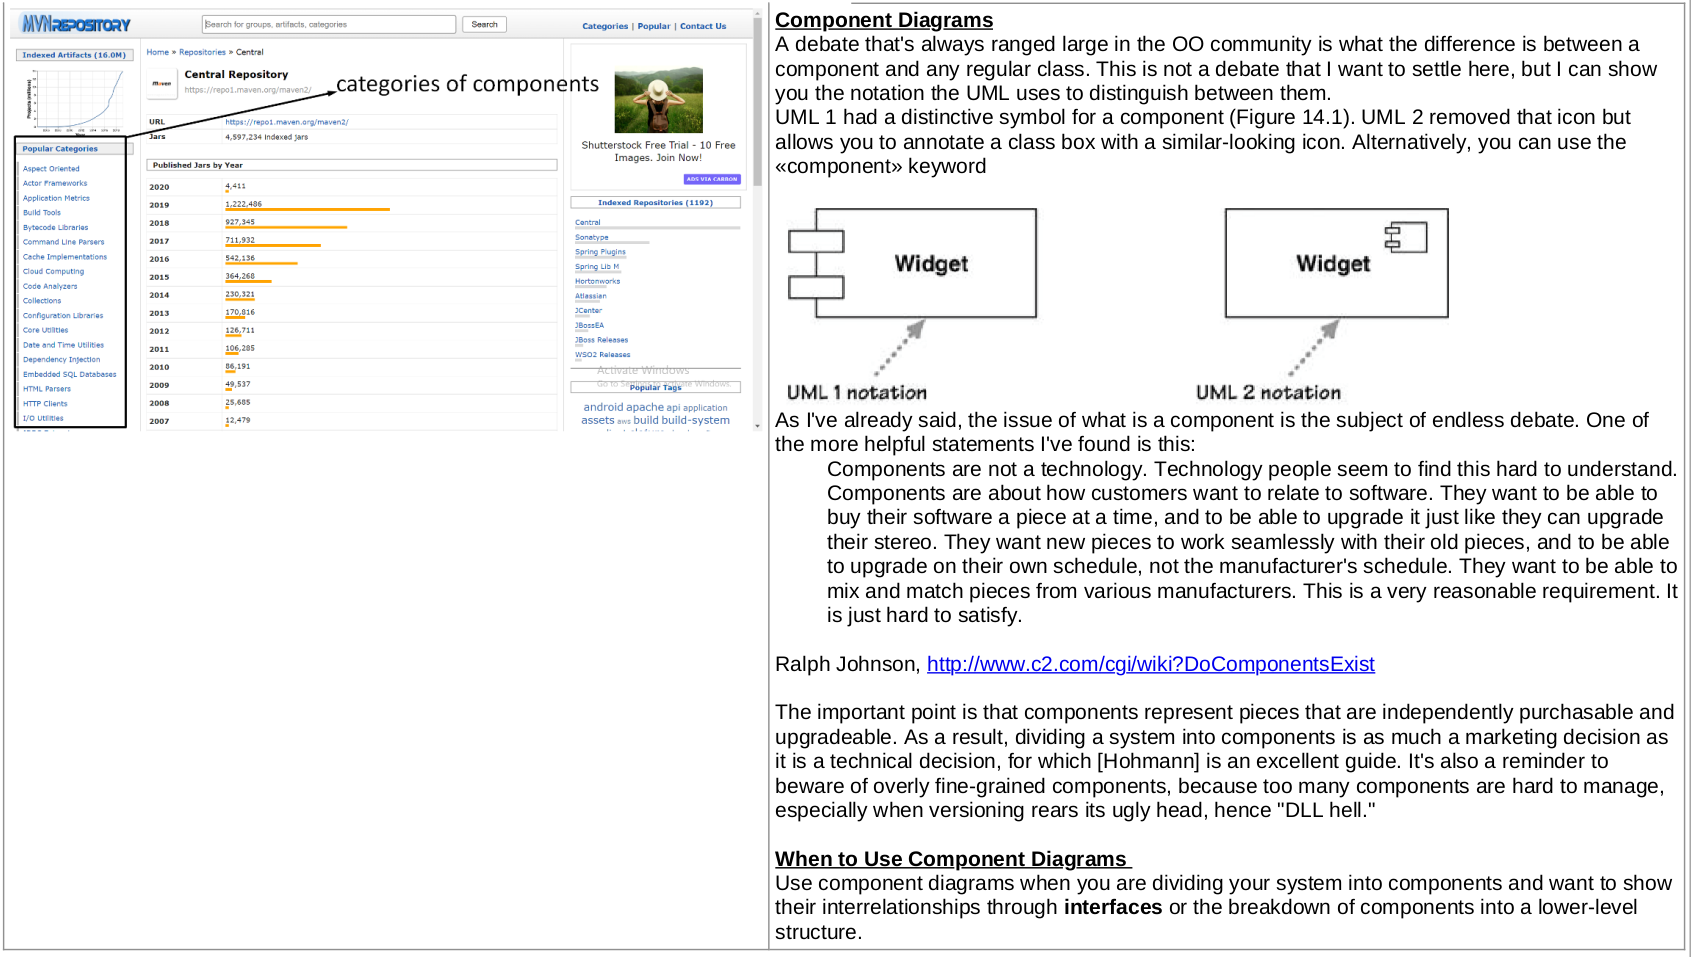 MVNREPOSITORY
Search for groups, artifacts, categories
Search
Categories | Popular | Contact Us
Indexed Artifacts (16.0M)
Projects (millions)
Year
Popular Categories
Aspect Oriented
Actor Frameworks
Application Metrics
Build Tools
Bytecode Libraries
Command Line Parsers
Cache Implementations
Cloud Computing
Code Analyzers
Collections
Configuration Libraries
Core Utilities
Date and Time Utilities
Dependency Injection
Embedded SQL Databases
HTML Parsers
HTTP Clients
I/O Utilities
Home » Repositories » Central
maven
Central Repository
https://repo1.maven.org/maven2/
categories of components
URL https://repo1.maven.org/maven2/
Jars 4,597,234 indexed jars
Published Jars by Year
2020 4,411
2019 1,222,486
2018 927,345
2017 711,932
2016 542,136
2015 364,268
2014 230,321
2013 170,816
2012 126,711
2011 106,285
2010 86,191
2009 49,537
2008 25,685
2007 12,479
Shutterstock Free Trial - 10 Free
Images. Join Now!
ADS VIA CARBON
Indexed Repositories (1192)
Central
Sonatype
Spring Plugins
Spring Lib M
Hortonworks
Atlassian
JCenter
JBossEA
JBoss Releases
WSO2 Releases
Activate Windows
Go to Settings to activate Windows.
Popular Tags
android apache api application
assets aws build build-system
Component Diagrams
A debate that's always ranged large in the OO community is what the difference is between a
component and any regular class. This is not a debate that I want to settle here, but I can show
you the notation the UML uses to distinguish between them.
UML 1 had a distinctive symbol for a component (Figure 14.1). UML 2 removed that icon but
allows you to annotate a class box with a similar-looking icon. Alternatively, you can use the
«component» keyword
Widget
Widget
UML 1 notation
UML 2 notation
As I've already said, the issue of what is a component is the subject of endless debate. One of
the more helpful statements I've found is this:
Components are not a technology. Technology people seem to find this hard to understand.
Components are about how customers want to relate to software. They want to be able to
buy their software a piece at a time, and to be able to upgrade it just like they can upgrade
their stereo. They want new pieces to work seamlessly with their old pieces, and to be able
to upgrade on their own schedule, not the manufacturer's schedule. They want to be able to
mix and match pieces from various manufacturers. This is a very reasonable requirement. It
is just hard to satisfy.
Ralph Johnson, http://www.c2.com/cgi/wiki?DoComponentsExist
The important point is that components represent pieces that are independently purchasable and
upgradeable. As a result, dividing a system into components is as much a marketing decision as
it is a technical decision, for which [Hohmann] is an excellent guide. It's also a reminder to
beware of overly fine-grained components, because too many components are hard to manage,
especially when versioning rears its ugly head, hence "DLL hell."
When to Use Component Diagrams
Use component diagrams when you are dividing your system into components and want to show
their interrelationships through interfaces or the breakdown of components into a lower-level
structure.